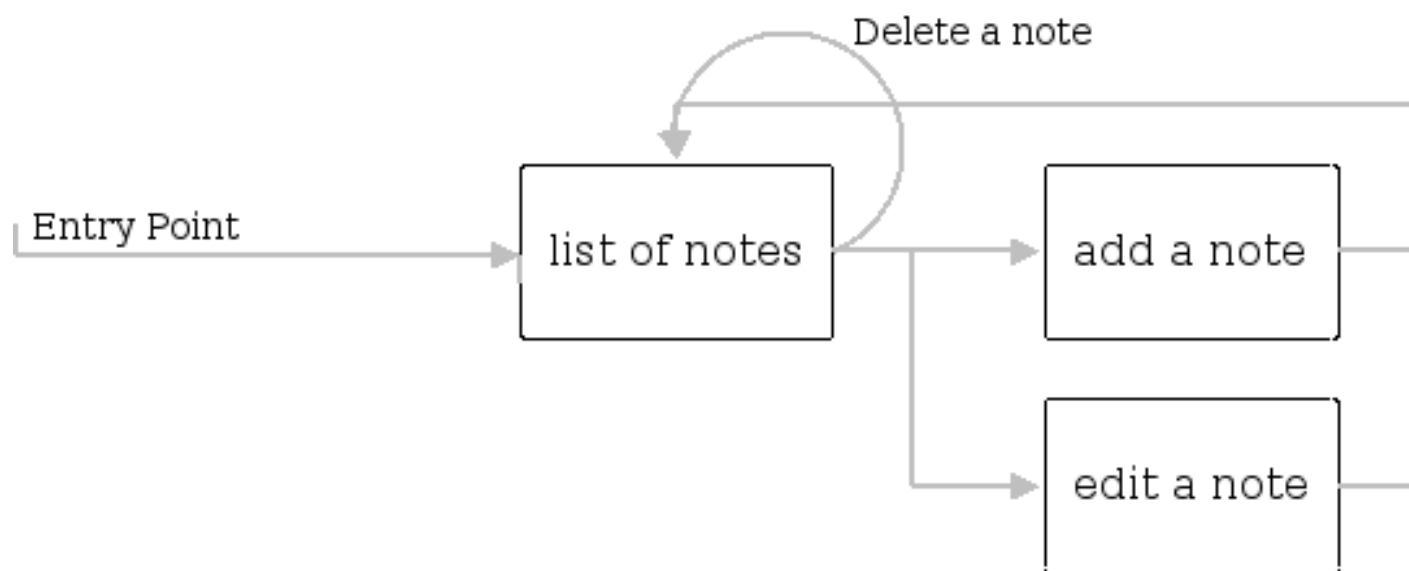 Delete a note
Entry Point
list of notes
add a note
edit a note